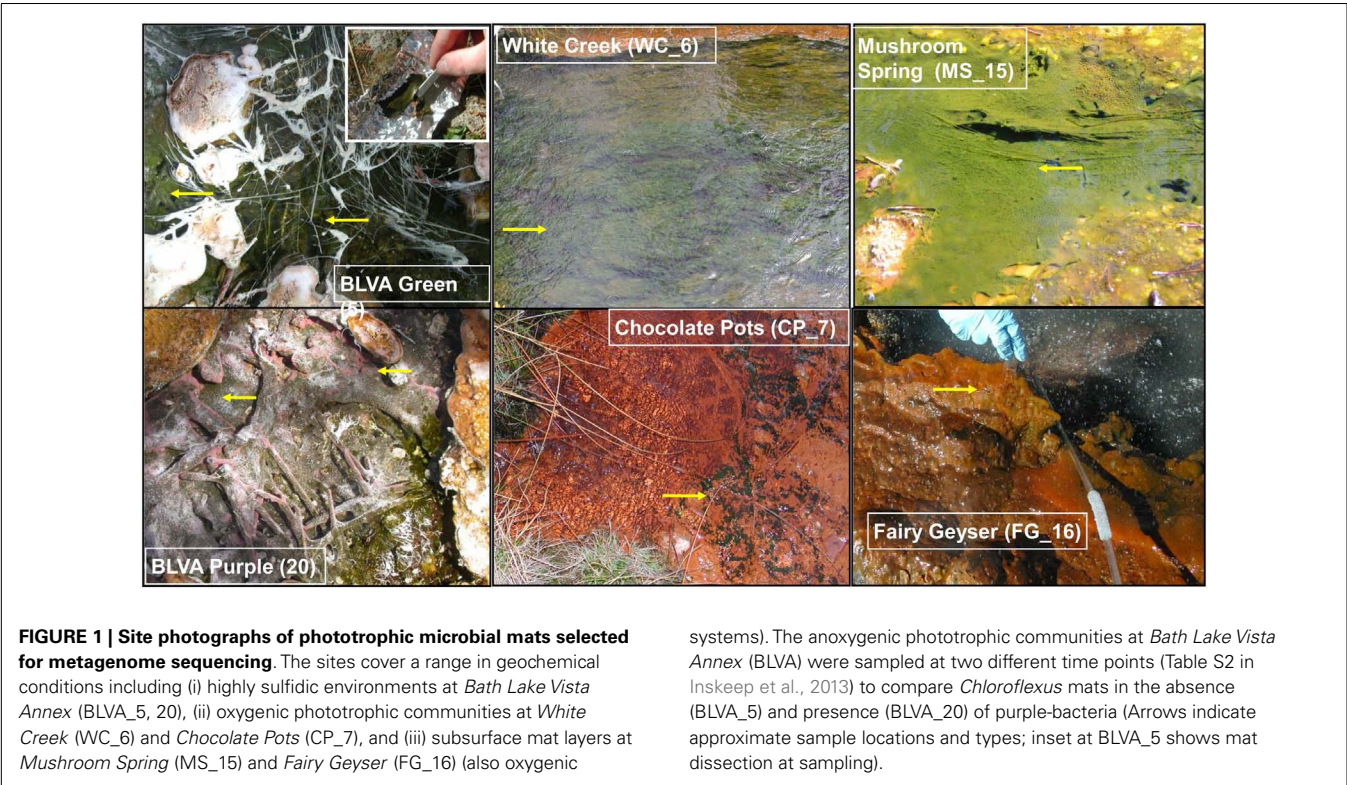 White Creek (WC_6)
Mushroom
Spring (MS_15)
BLVA Green
(5)
Chocolate Pots (CP_7)
Fairy Geyser (FG_16)
BLVA Purple (20)
FIGURE 1 | Site photographs of phototrophic microbial mats selected
for metagenome sequencing. The sites cover a range in geochemical
conditions including (i) highly sulfidic environments at Bath Lake Vista
Annex (BLVA_5, 20), (ii) oxygenic phototrophic communities at White
Creek (WC_6) and Chocolate Pots (CP_7), and (iii) subsurface mat layers at
Mushroom Spring (MS_15) and Fairy Geyser (FG_16) (also oxygenic
systems). The anoxygenic phototrophic communities at Bath Lake Vista
Annex (BLVA) were sampled at two different time points (Table S2 in
Inskeep et al., 2013) to compare Chloroflexus mats in the absence
(BLVA_5) and presence (BLVA_20) of purple-bacteria (Arrows indicate
approximate sample locations and types; inset at BLVA_5 shows mat
dissection at sampling).